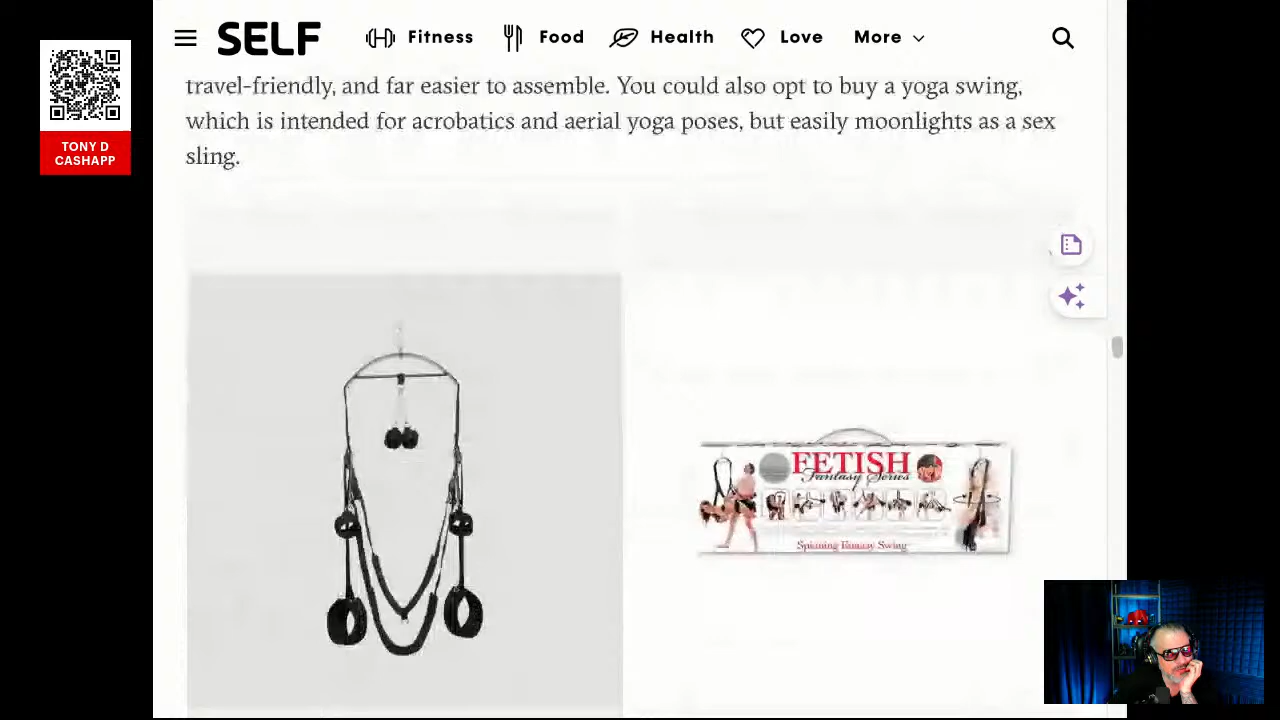 SELF
Fitness
Food
Health
Love
More
TONY D
CASHAPP
travel-friendly, and far easier to assemble. You could also opt to buy a yoga swing,
which is intended for acrobatics and aerial yoga poses, but easily moonlights as a sex
sling.
FETISH
Fantasy Series
Spinning Fantasy Swing